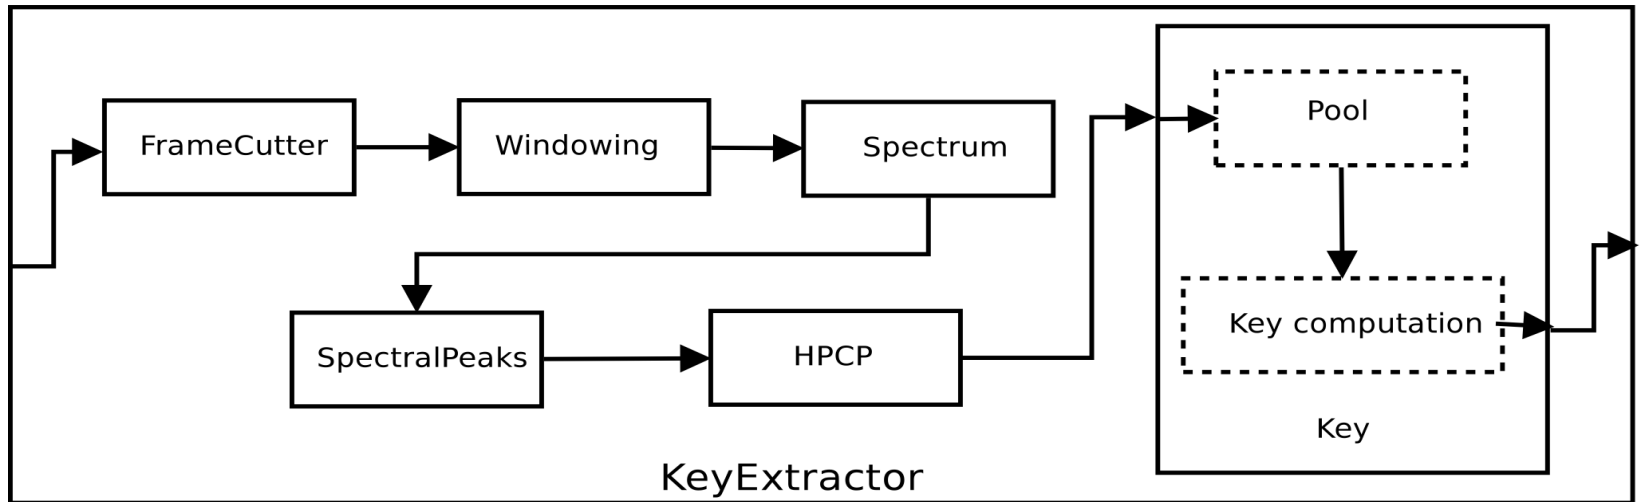 FrameCutter
Windowing
Spectrum
Pool
SpectralPeaks
HPCP
Key computation
Key
KeyExtractor